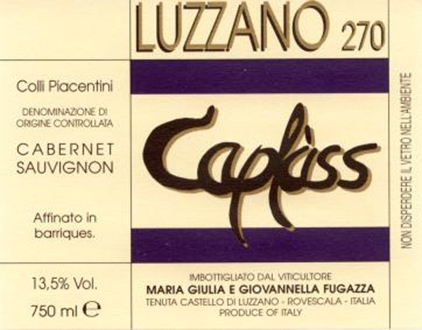 LUZZANO 270
Colli Piacentini
DENOMINAZIONE DI
ORIGINE CONTROLLATA
CABERNET
SAUVIGNON
Affinato in
barriques.
13,5% Vol.
750 ml ℮
Capkiss
IMBOTTIGLIATO DAL VITICOLTORE
MARIA GIULIA E GIOVANNELLA FUGAZZA
TENUTA CASTELLO DI LUZZANO - ROVESCALA - ITALIA
PRODUCE OF ITALY
NON DISPERDERE IL VETRO NELL'AMBIENTE